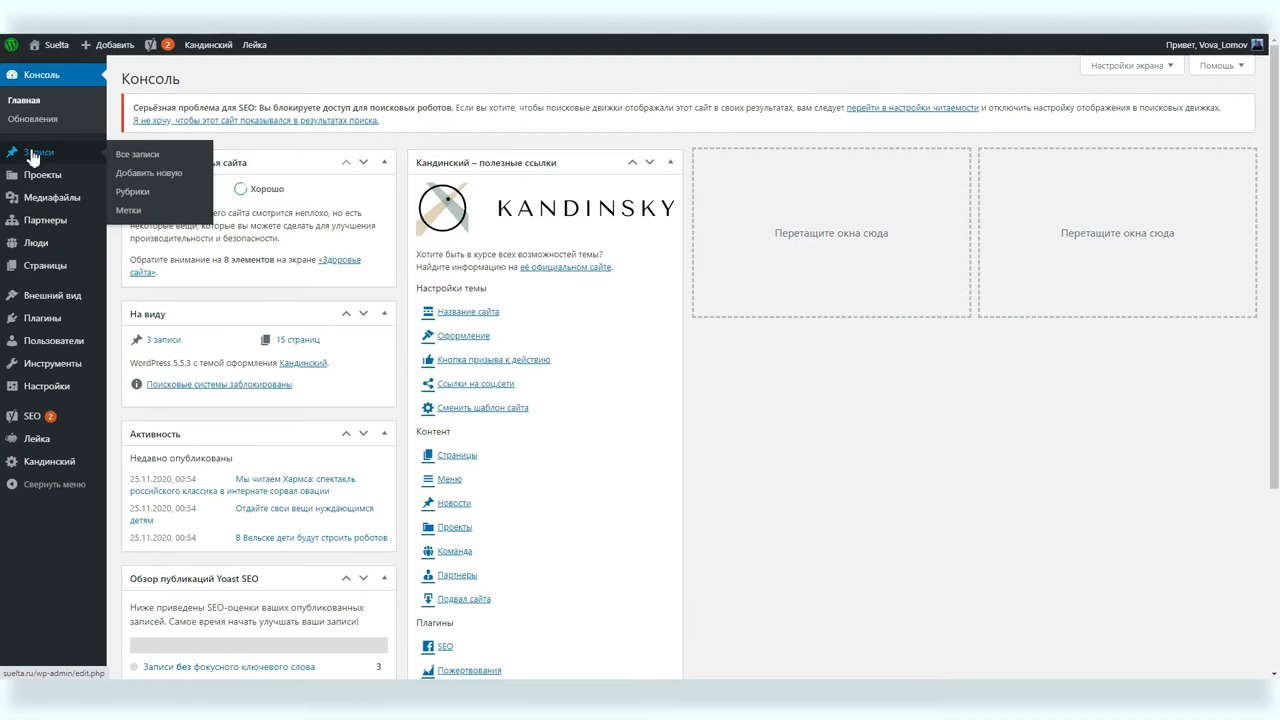 Suelta
Добавить
2
Кандинский
Лейка
Привет, Vova_Lomov
Консоль
Главная
Обновления
Записи
Проекты
Медиафайлы
Партнеры
Люди
Страницы
Внешний вид
Плагины
Пользователи
Инструменты
Настройки
SEO 2
Лейка
Кандинский
Свернуть меню
suelta.ru/wp-admin/edit.php
Все записи
Добавить новую
Рубрики
Метки
Консоль
Настройки экрана
Помощь
Серьёзная проблема для SEO: Вы блокируете доступ для поисковых роботов. Если вы хотите, чтобы поисковые движки отображали этот сайт в своих результатах, вам следует перейти в настройки читаемости и отключить настройку отображения в поисковых движках.
Я не хочу, чтобы этот сайт показывался в результатах поиска.
сайта
Хорошо
сайта смотрится неплохо, но есть
некоторые вещи, которые вы можете сделать для улучшения
производительности и безопасности.
Обратите внимание на 8 элементов на экране «Здоровье
сайта».
На виду
3 записи
15 страниц
WordPress 5.5.3 с темой оформления Кандинский.
Поисковые системы заблокированы
Активность
Недавно опубликованы
25.11.2020, 00:54 Мы читаем Хармса: спектакль
российского классика в интернате сорвал овации
25.11.2020, 00:54 Отдайте свои вещи нуждающимся
детям
25.11.2020, 00:54 В Вельске дети будут строить роботов
Обзор публикаций Yoast SEO
Ниже приведены SEO-оценки ваших опубликованных
записей. Самое время начать улучшать ваши записи!
Записи без фокусного ключевого слова 3
Кандинский – полезные ссылки
KANDINSKY
Хотите быть в курсе всех возможностей темы?
Найдите информацию на её официальном сайте.
Настройки темы
Название сайта
Оформление
Кнопка призыва к действию
Ссылки на соц.сети
Сменить шаблон сайта
Контент
Страницы
Меню
Новости
Проекты
Команда
Партнеры
Подвал сайта
Плагины
SEO
Пожертвования
Перетащите окна сюда
Перетащите окна сюда